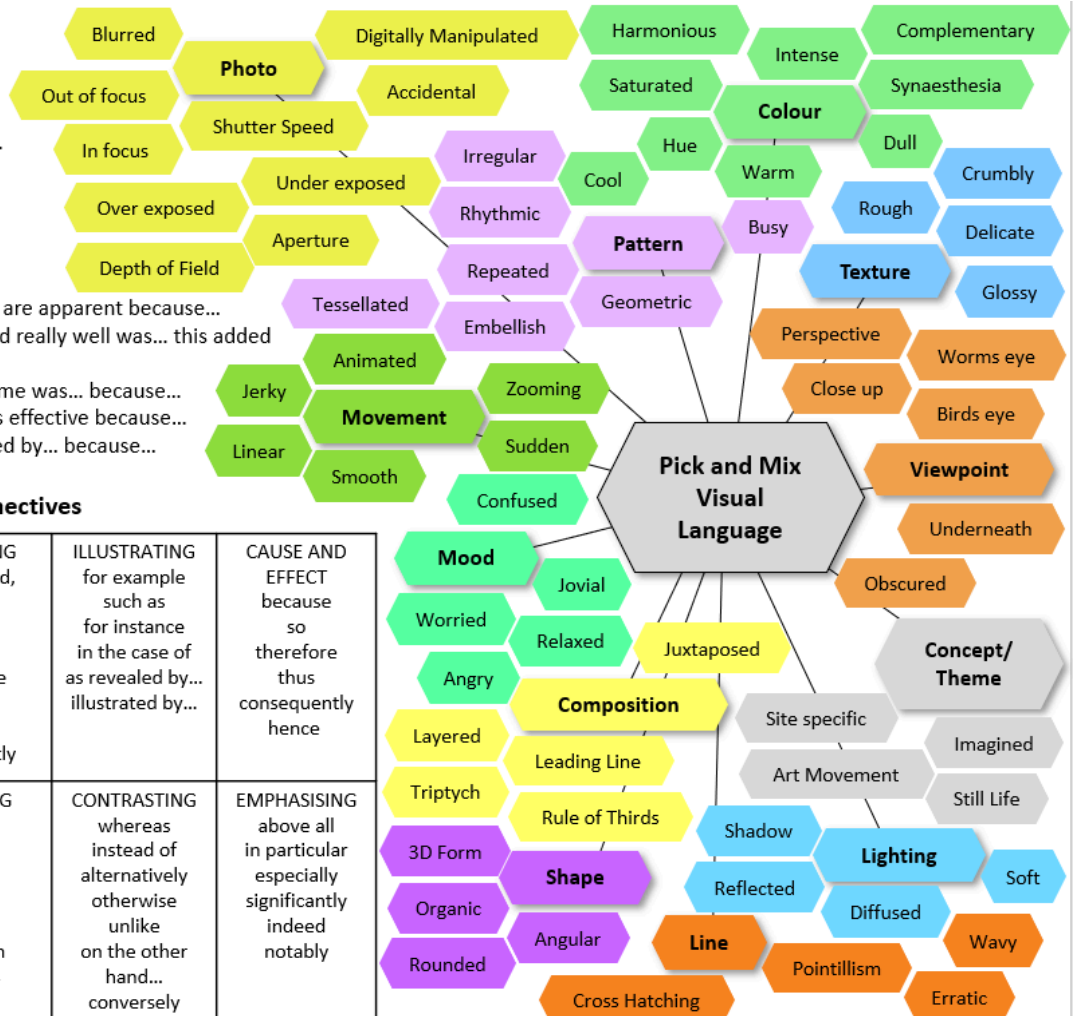 Blurred
Digitally Manipulated
Photo
Out of focus
Accidental
Shutter Speed
In focus
Under exposed
Over exposed
Aperture
Depth of Field
Harmonious
Complementary
Intense
Saturated
Synaesthesia
Colour
Hue
Dull
Cool
Warm
Irregular
Rhythmic
Busy
Pattern
Repeated
Geometric
Tessellated
Embellish
Crumbly
Rough
Delicate
Texture
Glossy
are apparent because...
really well was... this added
Animated
Jerky
Zooming
Movement
Linear
Sudden
Smooth
me was... because...
effective because...
by... because...
Perspective
Worms eye
Close up
Birds eye
Viewpoint
Underneath
Obscured
Pick and Mix
Visual
Language
Confused
Mood
Jovial
Worried
Relaxed
Angry
Juxtaposed
Composition
Layered
Leading Line
Triptych
Rule of Thirds
Concept/
Theme
Site specific
Imagined
Art Movement
Still Life
3D Form
Shape
Organic
Angular
Rounded
Shadow
Lighting
Reflected
Soft
Diffused
Line
Wavy
Pointillism
Erratic
Cross Hatching
ILLUSTRATING
for example
such as
for instance
in the case of
as revealed by...
illustrated by...
CAUSE AND
EFFECT
because
so
therefore
thus
consequently
hence
CONTRASTING
whereas
instead of
alternatively
otherwise
unlike
on the other
hand...
conversely
EMPHASISING
above all
in particular
especially
significantly
indeed
notably